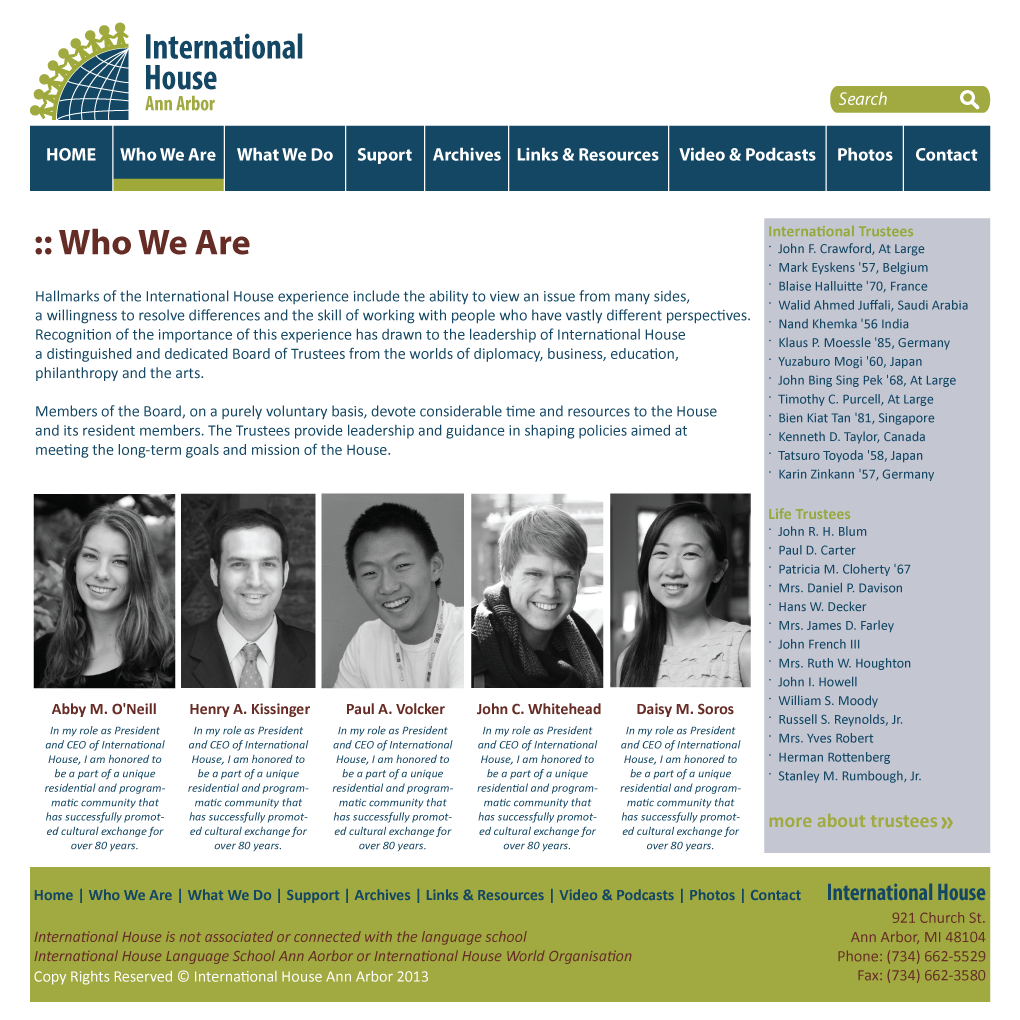 International
House
Ann Arbor
Search
HOME
Who We Are
What We Do
Suport
Archives
Links & Resources
Video & Podcasts
Photos
Contact
:: Who We Are
Hallmarks of the International House experience include the ability to view an issue from many sides,
a willingness to resolve differences and the skill of working with people who have vastly different perspectives.
Recognition of the importance of this experience has drawn to the leadership of International House
a distinguished and dedicated Board of Trustees from the worlds of diplomacy, business, education,
philanthropy and the arts.
Members of the Board, on a purely voluntary basis, devote considerable time and resources to the House
and its resident members. The Trustees provide leadership and guidance in shaping policies aimed at
meeting the long-term goals and mission of the House.
Abby M. O'Neill
In my role as President
and CEO of International
House, I am honored to
be a part of a unique
residential and program-
matic community that
has successfully promot-
ed cultural exchange for
over 80 years.
Henry A. Kissinger
In my role as President
and CEO of International
House, I am honored to
be a part of a unique
residential and program-
matic community that
has successfully promot-
ed cultural exchange for
over 80 years.
Paul A. Volcker
In my role as President
and CEO of International
House, I am honored to
be a part of a unique
residential and program-
matic community that
has successfully promot-
ed cultural exchange for
over 80 years.
John C. Whitehead
In my role as President
and CEO of International
House, I am honored to
be a part of a unique
residential and program-
matic community that
has successfully promot-
ed cultural exchange for
over 80 years.
Daisy M. Soros
In my role as President
and CEO of International
House, I am honored to
be a part of a unique
residential and program-
matic community that
has successfully promot-
ed cultural exchange for
over 80 years.
International Trustees
· John F. Crawford, At Large
· Mark Eyskens '57, Belgium
· Blaise Halluitte '70, France
· Walid Ahmed Juffali, Saudi Arabia
· Nand Khemka '56 India
· Klaus P. Moessle '85, Germany
· Yuzaburo Mogi '60, Japan
· John Bing Sing Pek '68, At Large
· Timothy C. Purcell, At Large
· Bien Kiat Tan '81, Singapore
· Kenneth D. Taylor, Canada
· Tatsuro Toyoda '58, Japan
· Karin Zinkann '57, Germany
Life Trustees
· John R. H. Blum
· Paul D. Carter
· Patricia M. Cloherty '67
· Mrs. Daniel P. Davison
· Hans W. Decker
· Mrs. James D. Farley
· John French III
· Mrs. Ruth W. Houghton
· John I. Howell
· William S. Moody
· Russell S. Reynolds, Jr.
· Mrs. Yves Robert
· Herman Rottenberg
· Stanley M. Rumbough, Jr.
more about trustees »
Home | Who We Are | What We Do | Support | Archives | Links & Resources | Video & Podcasts | Photos | Contact
International House is not associated or connected with the language school
International House Language School Ann Aorbor or International House World Organisation
Copy Rights Reserved © International House Ann Arbor 2013
International House
921 Church St.
Ann Arbor, MI 48104
Phone: (734) 662-5529
Fax: (734) 662-3580